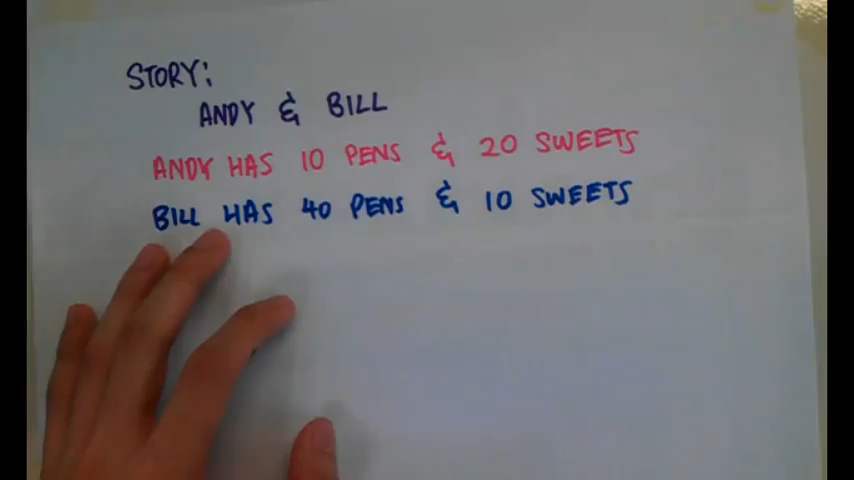 STORY:
ANDY & BILL
ANDY HAS 10 PENS & 20 SWEETS
BILL HAS 40 PENS & 10 SWEETS